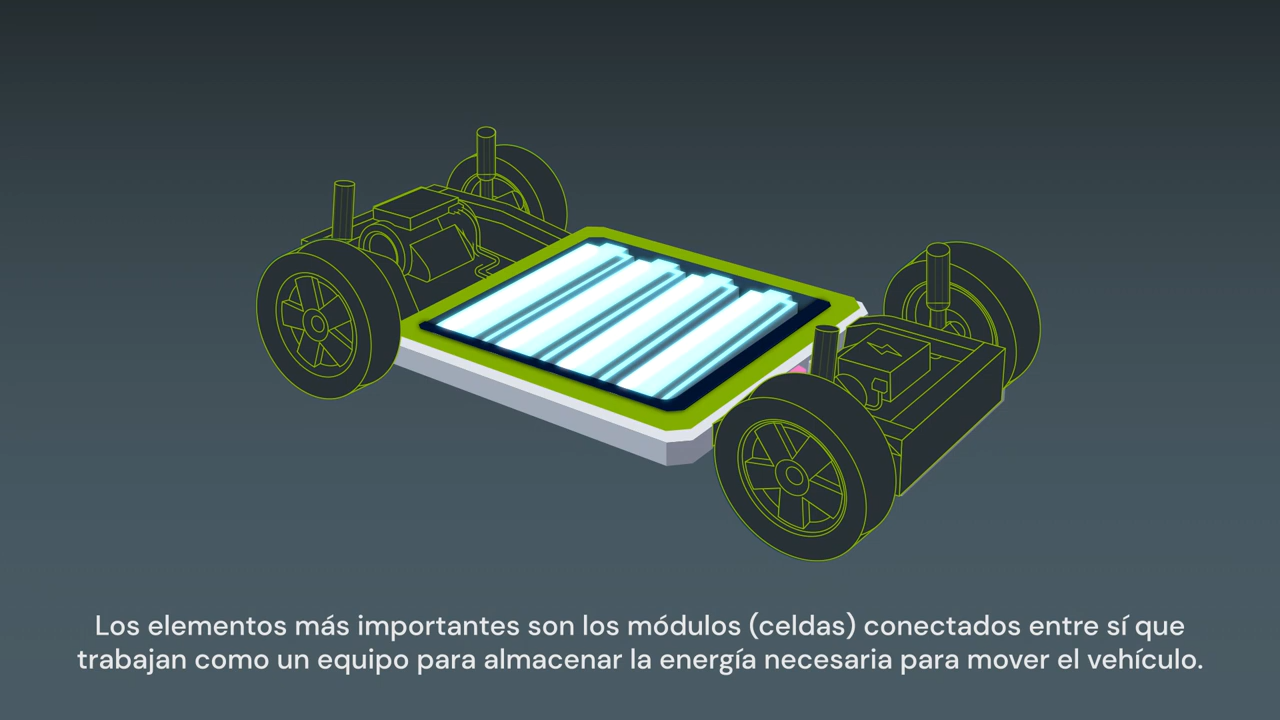 Los elementos más importantes son los módulos (celdas) conectados entre sí que
trabajan como un equipo para almacenar la energía necesaria para mover el vehículo.